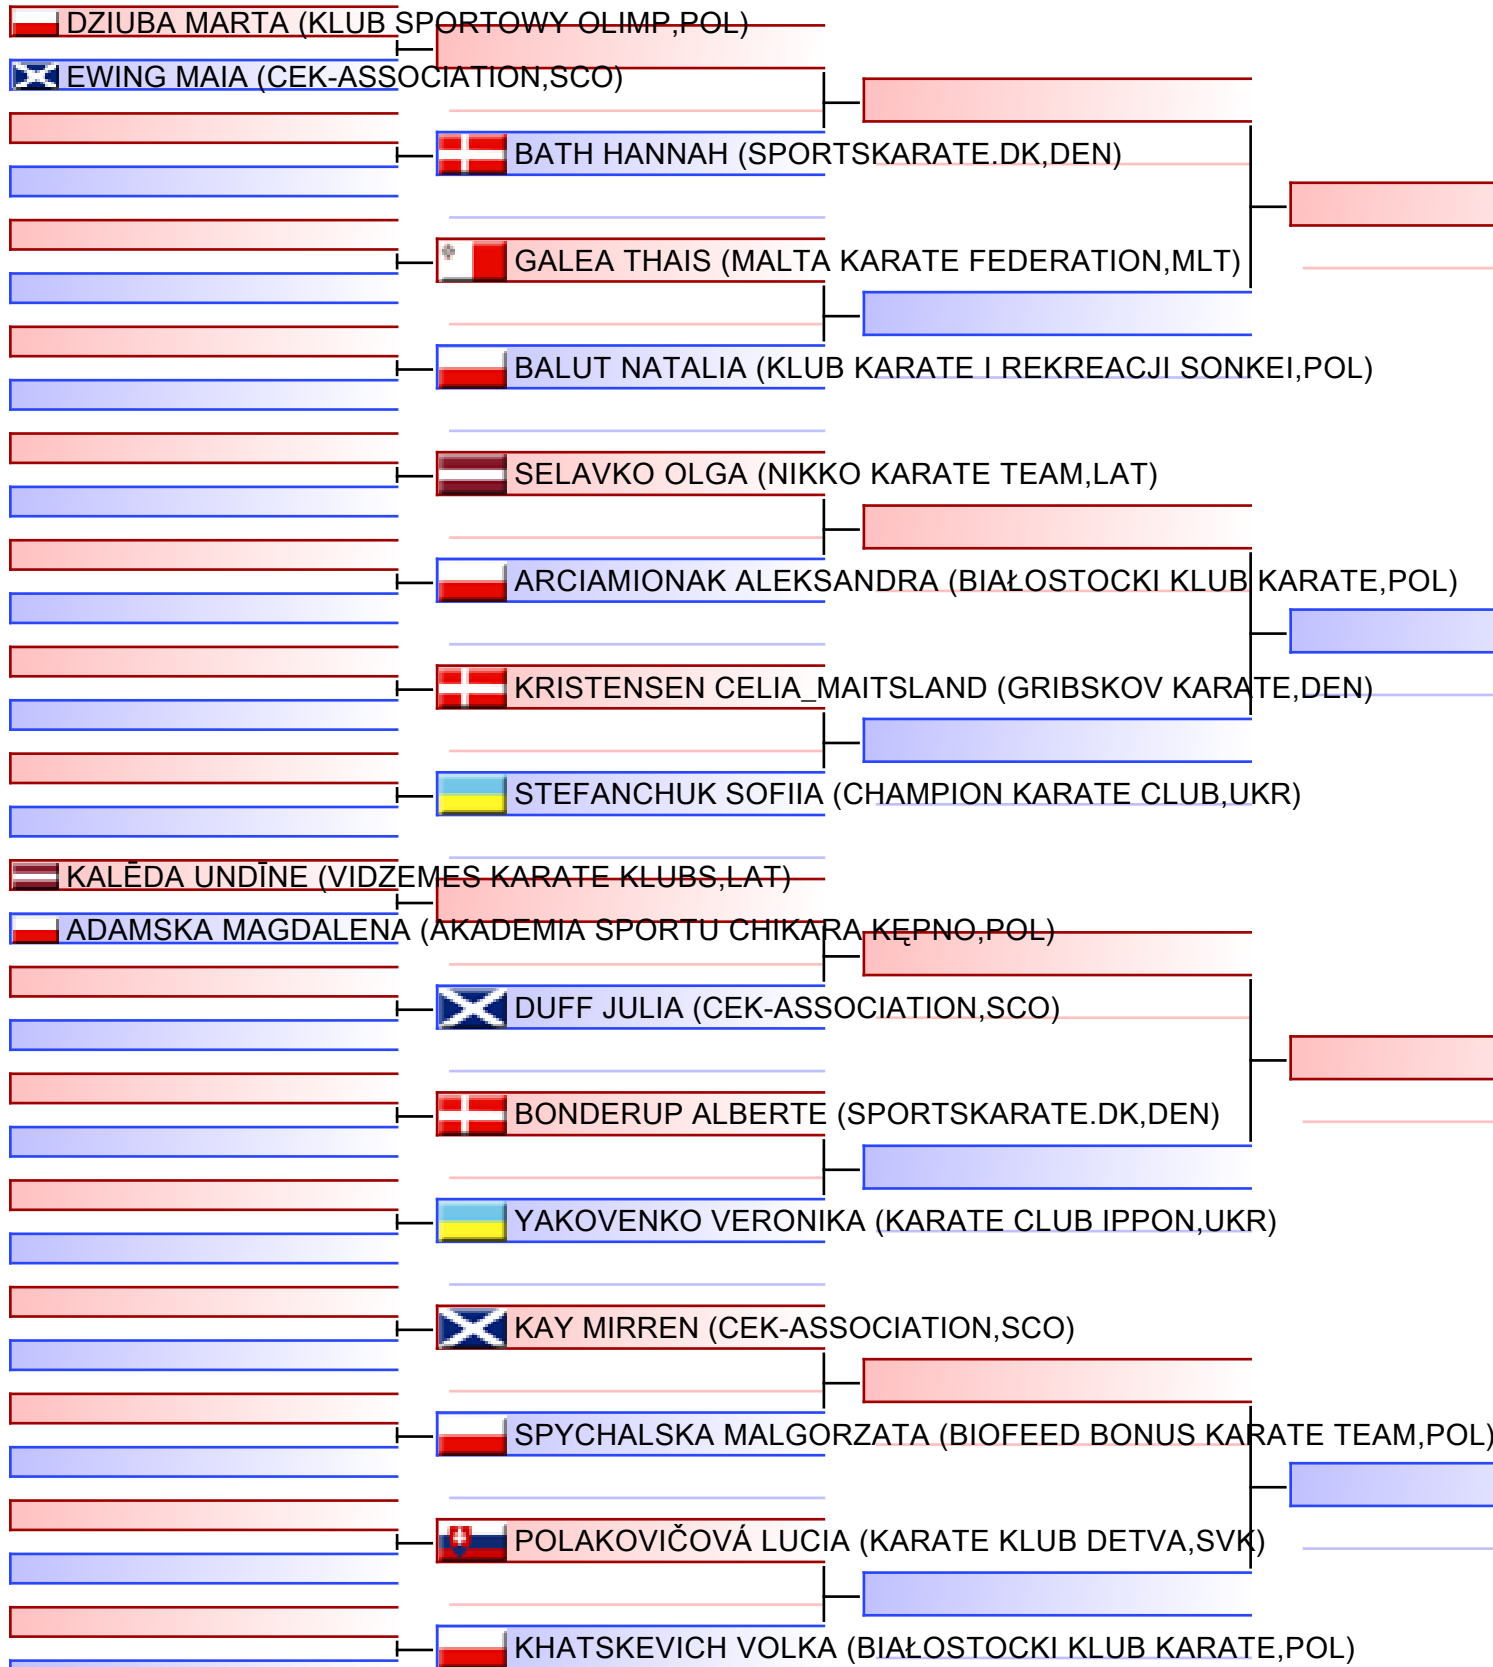 DZIUBA MARTA (KLUB SPORTOWY OLIMP,POL)
EWING MAIA (CEK-ASSOCIATION,SCO)
BATH HANNAH (SPORTSKARATE.DK,DEN)
GALEA THAIS (MALTA KARATE FEDERATION,MLT)
BALUT NATALIA (KLUB KARATE I REKREACJI SONKEI,POL)
SELAVKO OLGA (NIKKO KARATE TEAM,LAT)
ARCIAMIONAK ALEKSANDRA (BIAŁOSTOCKI KLUB KARATE,POL)
KRISTENSEN CELIA_MAITSLAND (GRIBSKOV KARATE,DEN)
STEFANCHUK SOFIIA (CHAMPION KARATE CLUB,UKR)
KALĒDA UNDĪNE (VIDZEMES KARATE KLUBS,LAT)
ADAMSKA MAGDALENA (AKADEMIA SPORTU CHIKARA KĘPNO,POL)
DUFF JULIA (CEK-ASSOCIATION,SCO)
BONDERUP ALBERTE (SPORTSKARATE.DK,DEN)
YAKOVENKO VERONIKA (KARATE CLUB IPPON,UKR)
KAY MIRREN (CEK-ASSOCIATION,SCO)
SPYCHALSKA MALGORZATA (BIOFEED BONUS KARATE TEAM,POL)
POLAKOVIČOVÁ LUCIA (KARATE KLUB DETVA,SVK)
KHATSKEVICH VOLKA (BIAŁOSTOCKI KLUB KARATE,POL)